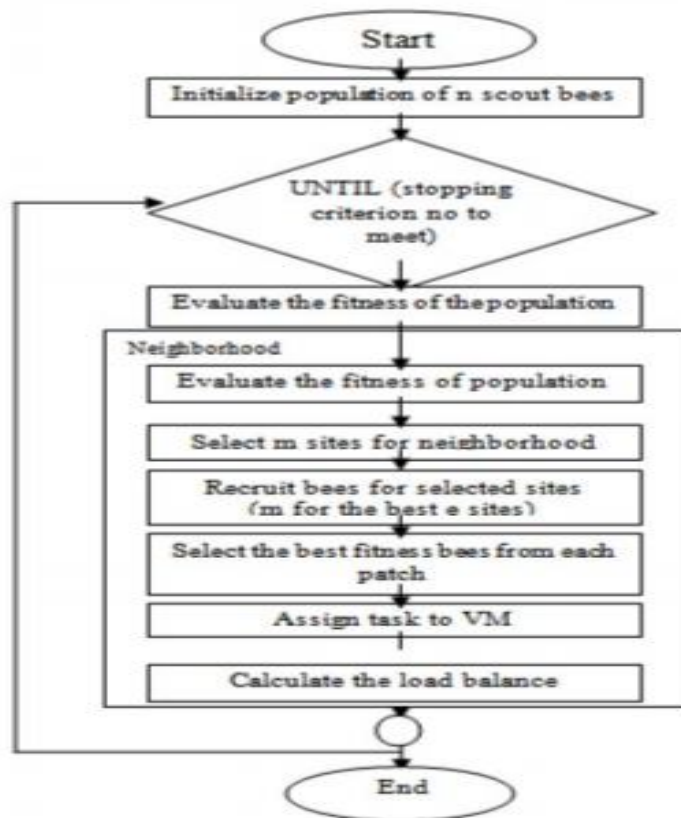 Start
Initialize population of n scout bees
UNTIL (stopping
criterion no to
meet)
Evaluate the fitness of the population
Neighborhood
Evaluate the fitness of population
Select m sites for neighborhood
Recruit bees for selected sites
(m for the best e sites)
Select the best fitness bees from each
patch
Assign task to VM
Calculate the load balance
End